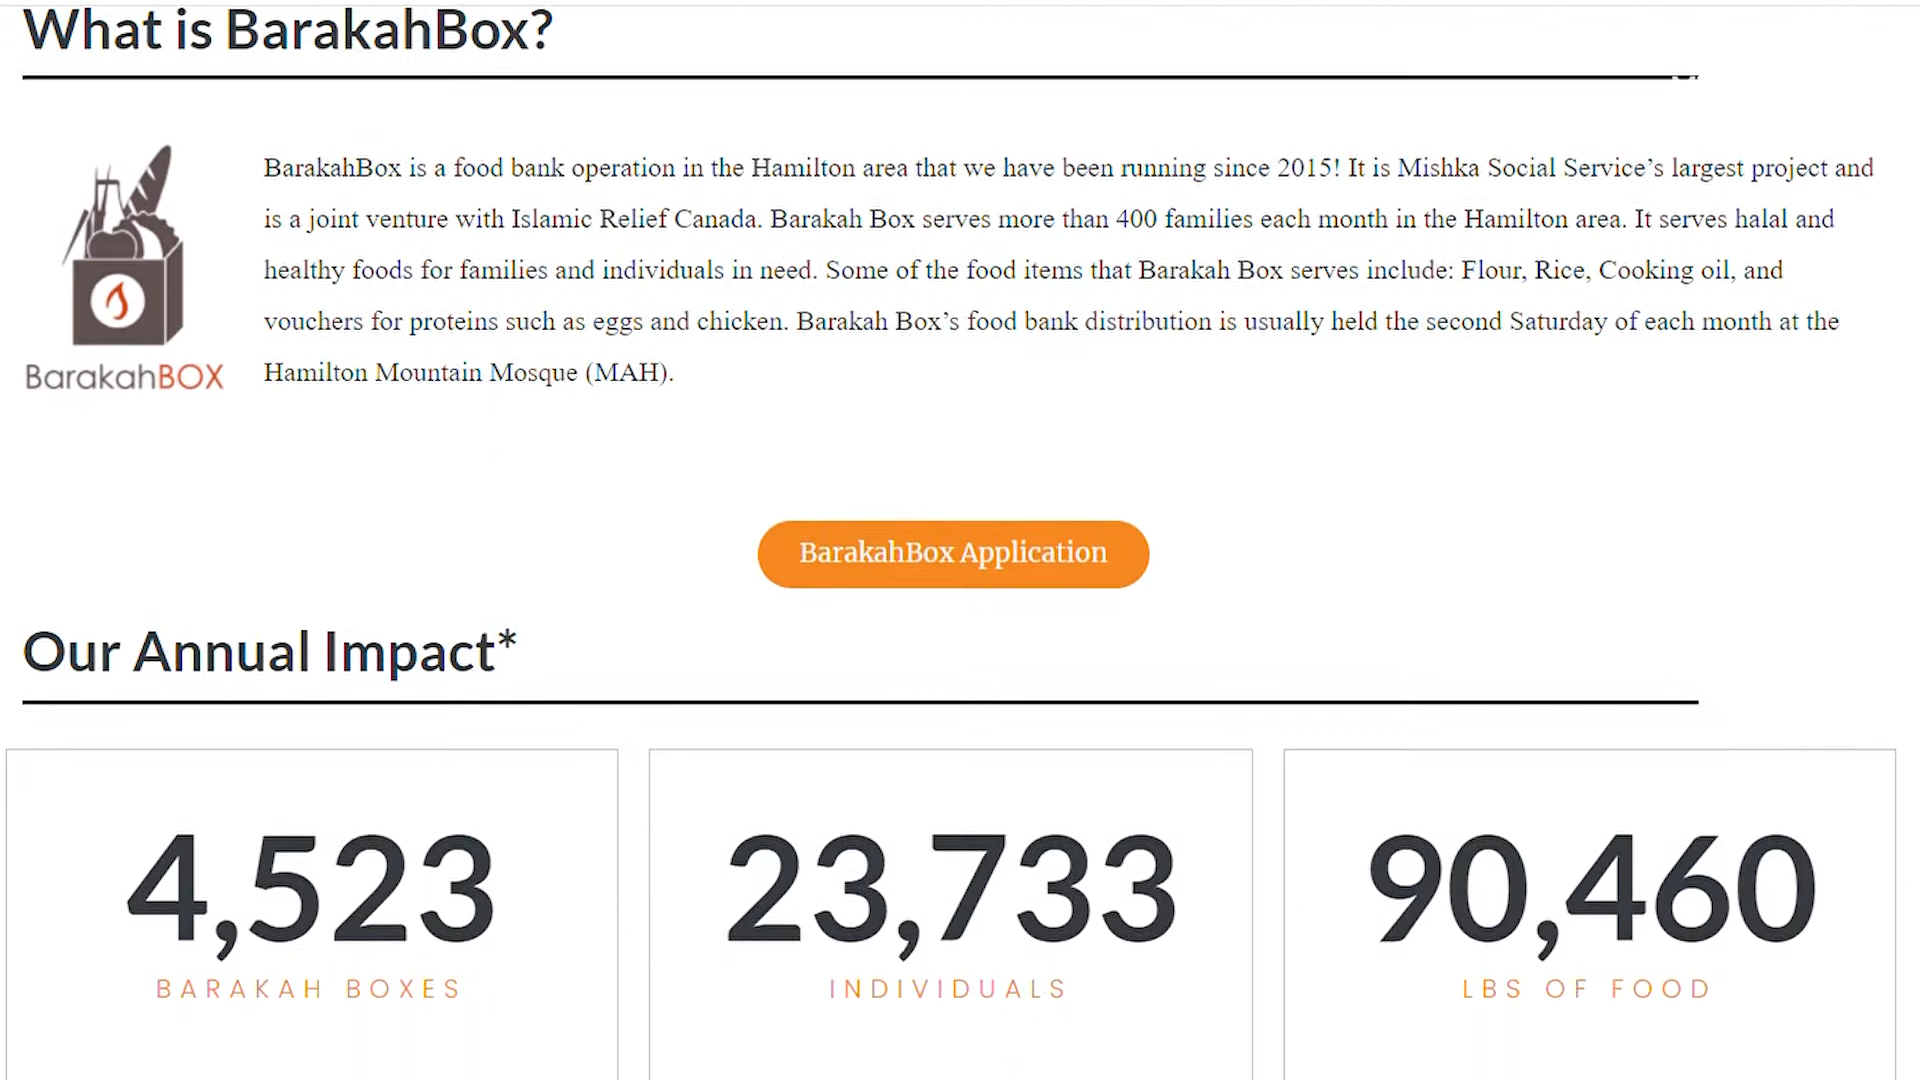 What is BarakahBox?
BarakahBox is a food bank operation in the Hamilton area that we have been running since 2015! It is Mishka Social Service’s largest project and
is a joint venture with Islamic Relief Canada. Barakah Box serves more than 400 families each month in the Hamilton area. It serves halal and
healthy foods for families and individuals in need. Some of the food items that Barakah Box serves include: Flour, Rice, Cooking oil, and
vouchers for proteins such as eggs and chicken. Barakah Box’s food bank distribution is usually held the second Saturday of each month at the
Hamilton Mountain Mosque (MAH).
BarakahBOX
BarakahBox Application
Our Annual Impact*
4,523
BARAKAH BOXES
23,733
INDIVIDUALS
90,460
LBS OF FOOD